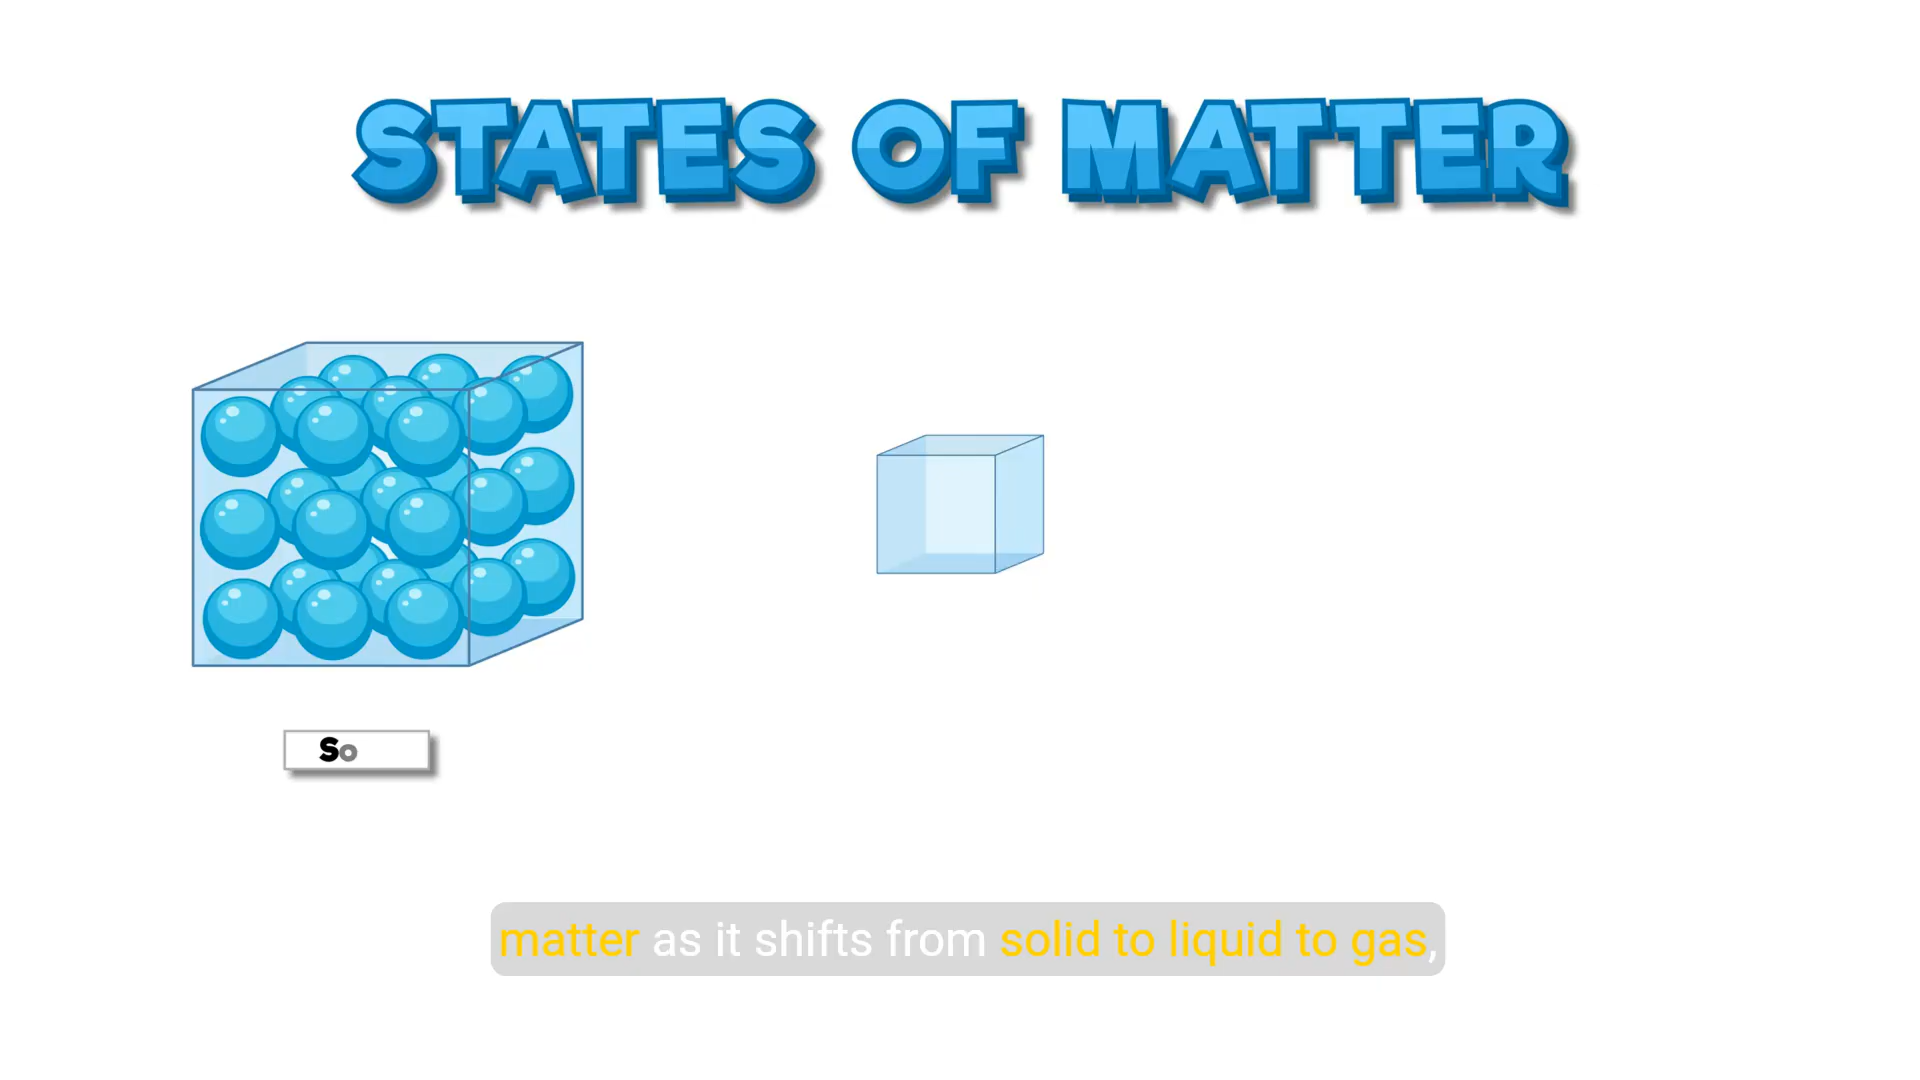 STATES OF MATTER
So
matter as it shifts from solid to liquid to gas,